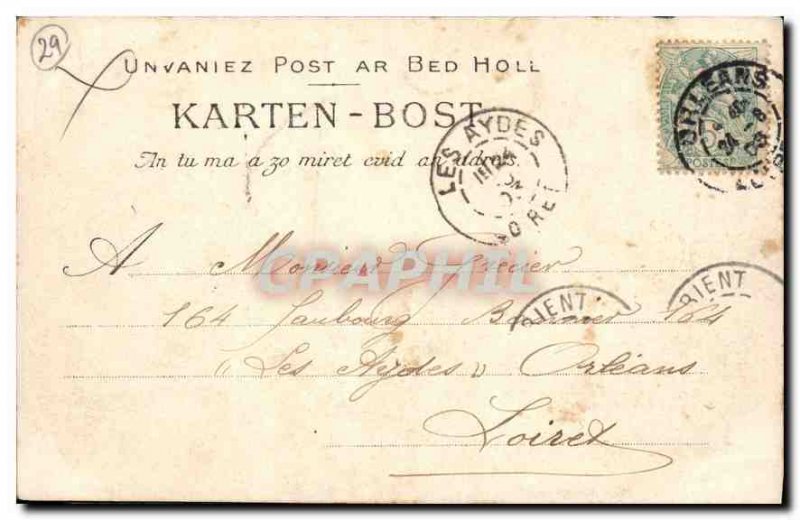 29
UNVANIEZ POST AR BED HOLL
KARTEN-BOST
An tu ma a zo miret evid an adres
LES AYDES
LOIRET
ORLEANS
POSTES
CPAPHIL
ORIENT
RIENT
A Monsieur
164 Faubourg Bannier 164
"Les Aydes" Orléans
Loiret